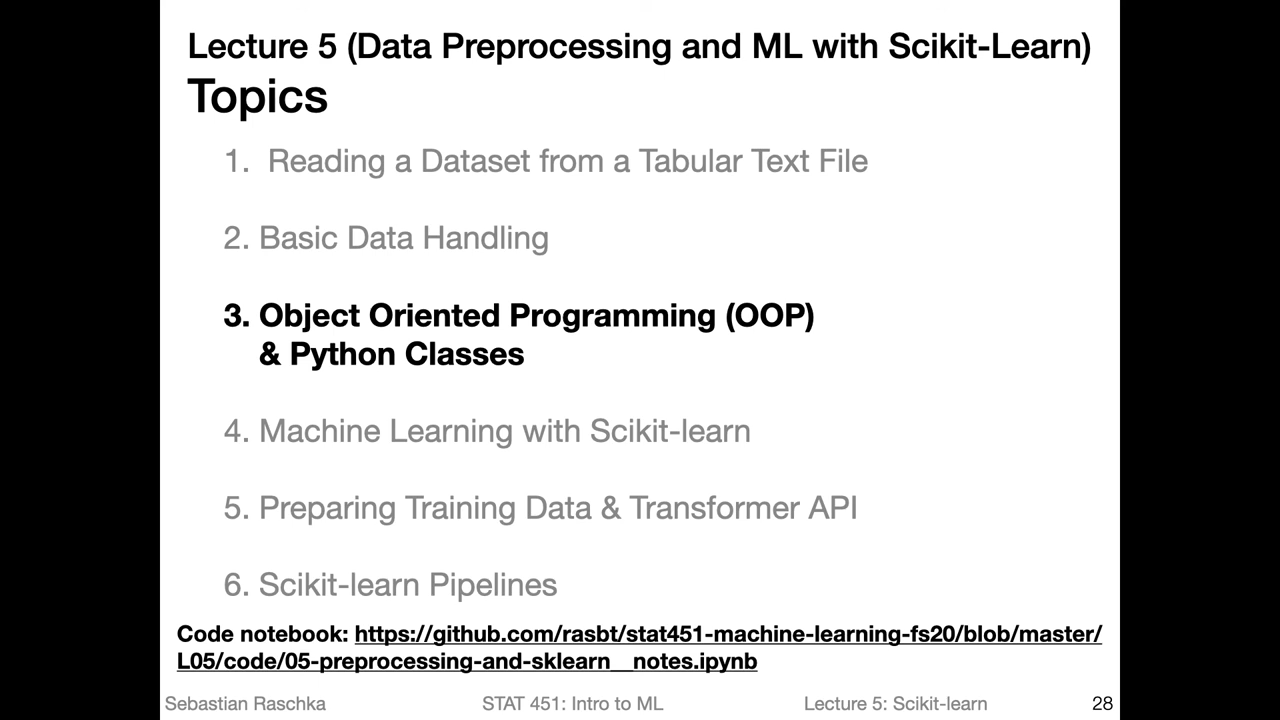 Lecture 5 (Data Preprocessing and ML with Scikit-Learn)
Topics
1. Reading a Dataset from a Tabular Text File
2. Basic Data Handling
3. Object Oriented Programming (OOP)
& Python Classes
4. Machine Learning with Scikit-learn
5. Preparing Training Data & Transformer API
6. Scikit-learn Pipelines
Code notebook: https://github.com/rasbt/stat451-machine-learning-fs20/blob/master/
L05/code/05-preprocessing-and-sklearn__notes.ipynb
Sebastian Raschka STAT 451: Intro to ML Lecture 5: Scikit-learn 28